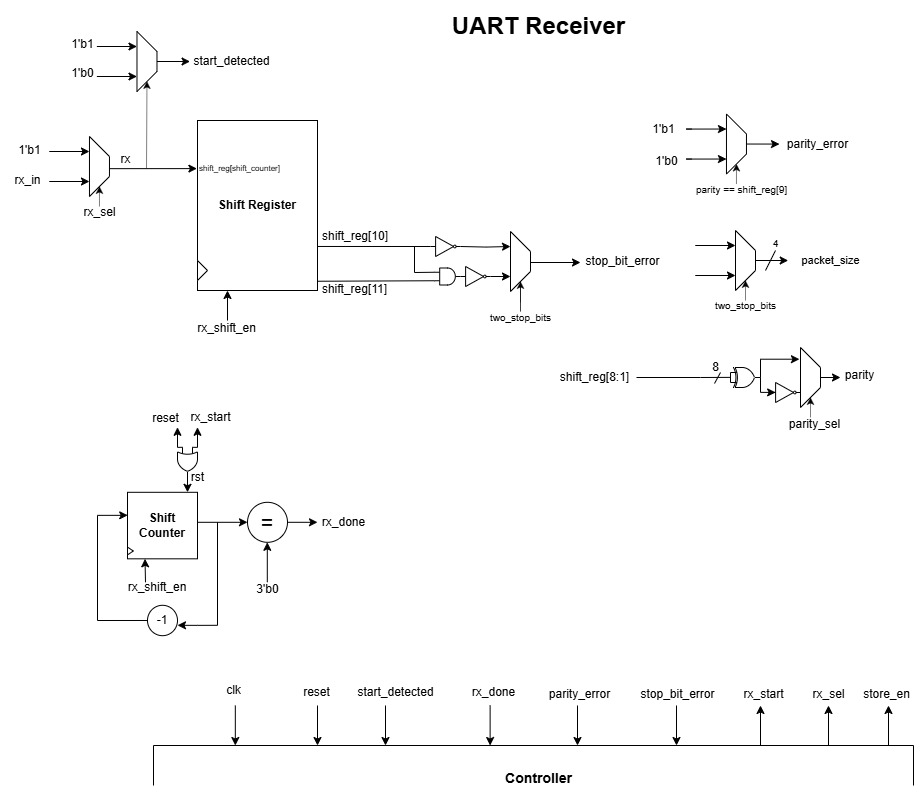 UART Receiver
1'b1
1'b0
start_detected
1'b1
rx_in
rx
rx_sel
shift_reg[shift_counter]
Shift Register
shift_reg[10]
shift_reg[11]
rx_shift_en
stop_bit_error
two_stop_bits
1'b1
1'b0
parity_error
parity == shift_reg[9]
4
packet_size
two_stop_bits
shift_reg[8:1]
8
parity
parity_sel
reset
rx_start
rst
Shift
Counter
rx_shift_en
=
rx_done
3'b0
-1
clk
reset
start_detected
rx_done
parity_error
stop_bit_error
rx_start
rx_sel
store_en
Controller